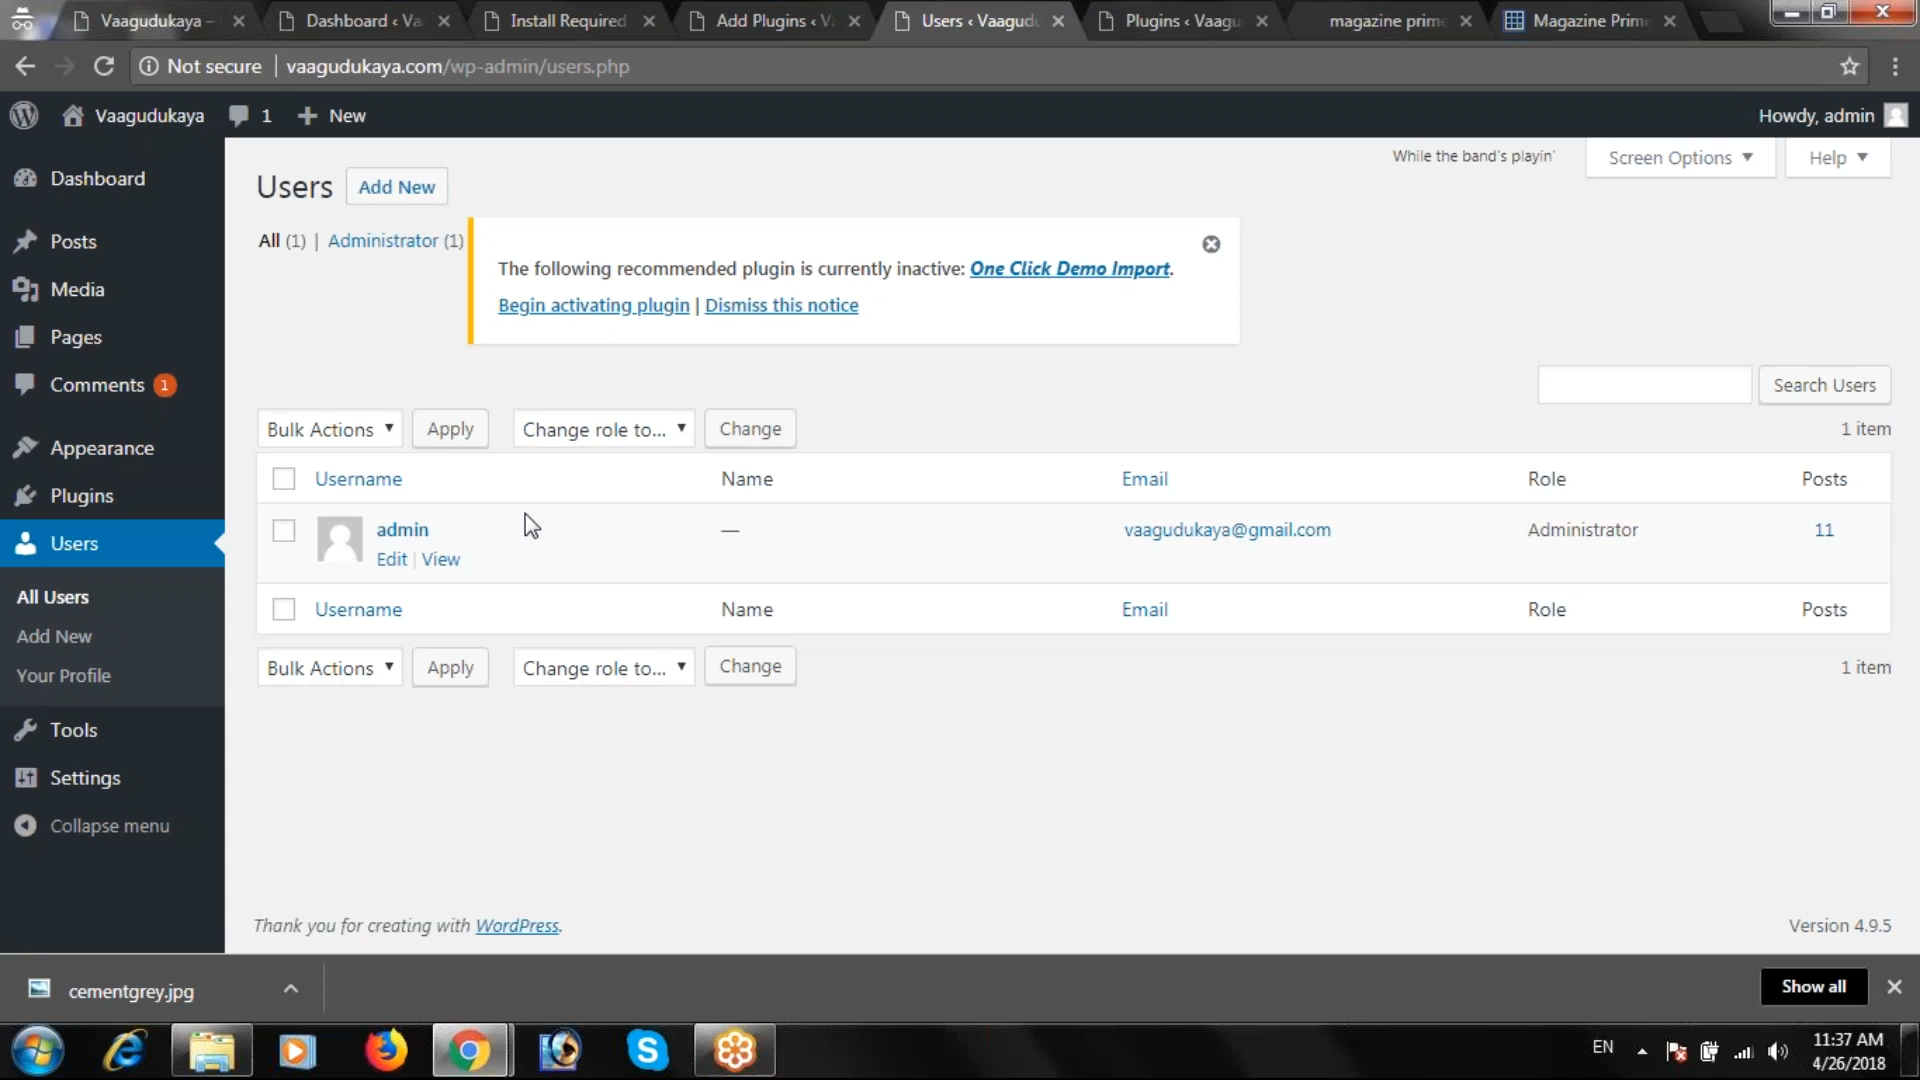 Vaagudukaya –
Dashboard ‹ Va
Install Required
Add Plugins ‹ V
Users ‹ Vaagud
Plugins ‹ Vaagu
magazine prime
Magazine Prim
Not secure | vaagudukaya.com/wp-admin/users.php
Vaagudukaya 1 + New
Howdy, admin
Dashboard
Posts
Media
Pages
Comments 1
Appearance
Plugins
Users
All Users
Add New
Your Profile
Tools
Settings
Collapse menu
While the band's playin'
Screen Options ▼
Help ▼
Users Add New
All (1) | Administrator (1)
The following recommended plugin is currently inactive: One Click Demo Import.
Begin activating plugin | Dismiss this notice
Search Users
Bulk Actions ▼ Apply Change role to... ▼ Change 1 item
Username Name Email Role Posts
admin — vaagudukaya@gmail.com Administrator 11
Edit | View
Username Name Email Role Posts
Bulk Actions ▼ Apply Change role to... ▼ Change 1 item
Thank you for creating with WordPress.
Version 4.9.5
cementgrey.jpg
Show all
EN
11:37 AM
4/26/2018